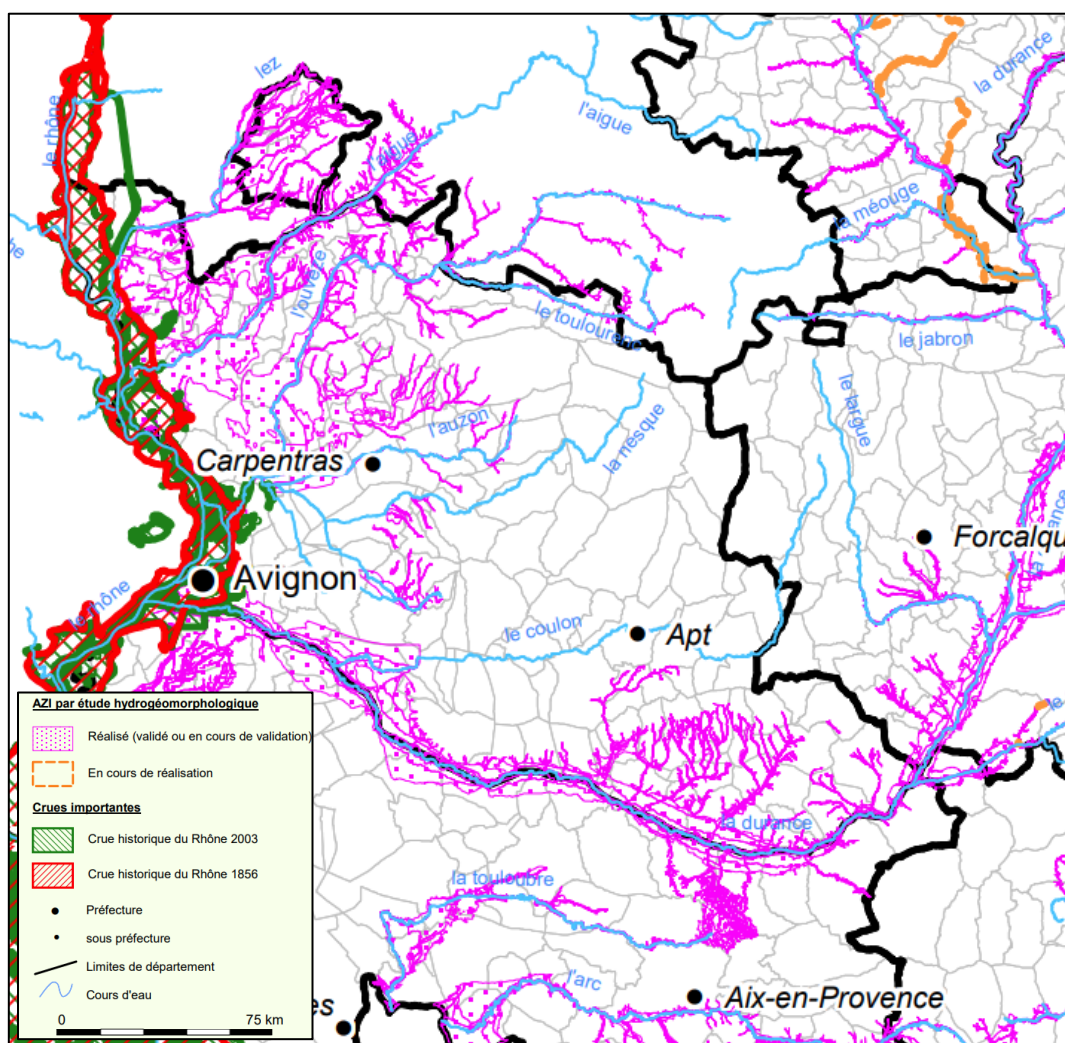 lez
la durance
le rhône
l'aigue
l'aigue
la méouge
l'ouvèze
le toulourenc
le jabron
le largue
l'auzon
la nesque
Carpentras
Forcalqu
Avignon
le rhône
le coulon
Apt
la durance
la touloubre
l'arc
Aix-en-Provence
es
AZI par étude hydrogéomorphologique
Réalisé (validé ou en cours de validation)
En cours de réalisation
Crues importantes
Crue historique du Rhône 2003
Crue historique du Rhône 1856
Préfecture
sous préfecture
Limites de département
Cours d'eau
0 75 km